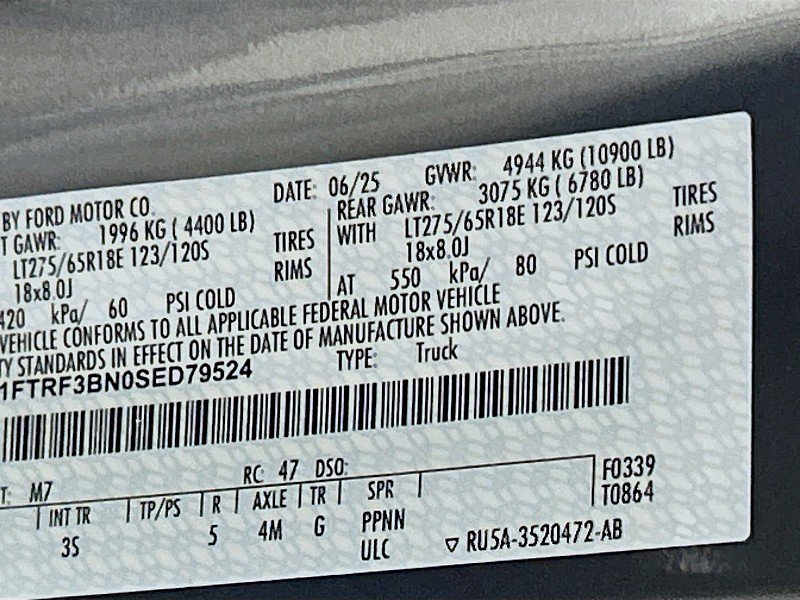 BY FORD MOTOR CO. DATE: 06/25 GVWR: 4944 KG (10900 LB)
T GAWR: 1996 KG ( 4400 LB) REAR GAWR: 3075 KG ( 6780 LB)
LT275/65R18E 123/120S TIRES WITH LT275/65R18E 123/120S TIRES
18x8.0J RIMS 18x8.0J RIMS
420 kPa/ 60 PSI COLD AT 550 kPa/ 80 PSI COLD
VEHICLE CONFORMS TO ALL APPLICABLE FEDERAL MOTOR VEHICLE
TY STANDARDS IN EFFECT ON THE DATE OF MANUFACTURE SHOWN ABOVE.
1FTRF3BN0SED79524 TYPE: Truck
F0339
T: M7 RC: 47 DSO: T0864
INT TR TP/PS R AXLE TR SPR
3S 5 4M G PPNN
ULC RU5A-3520472-AB